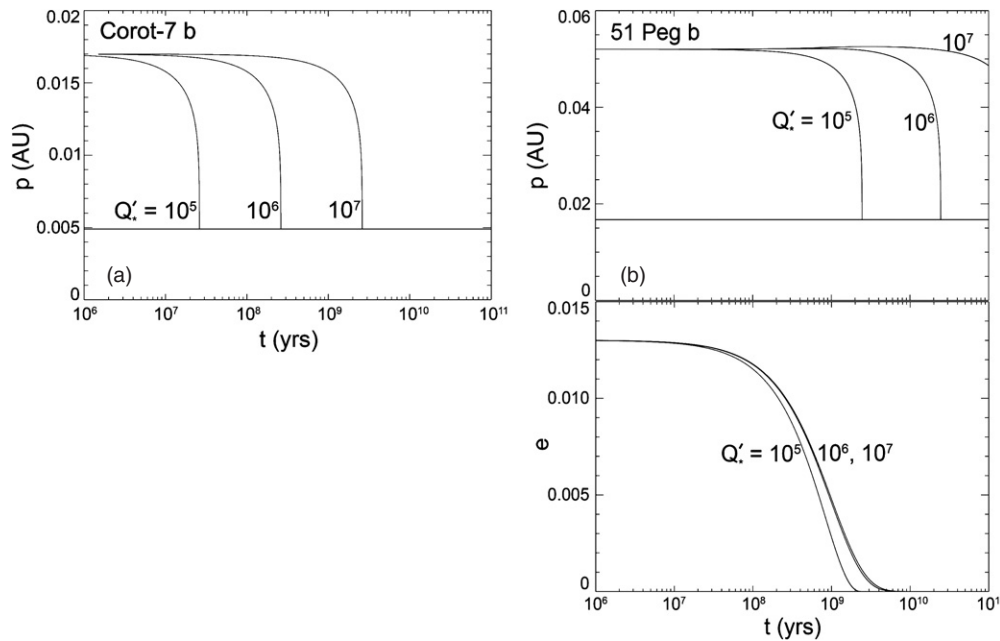 Corot-7 b
p (AU)
0.02
0.015
0.01
0.005
0
Q′⋆ = 10⁵
10⁶
10⁷
(a)
10⁶ 10⁷ 10⁸ 10⁹ 10¹⁰ 10¹¹
t (yrs)
51 Peg b
p (AU)
0.06
0.04
0.02
0
10⁷
Q′⋆ = 10⁵
10⁶
(b)
e
0.015
0.010
0.005
0
Q′⋆ = 10⁵
10⁶, 10⁷
10⁶ 10⁷ 10⁸ 10⁹ 10¹⁰ 10¹
t (yrs)